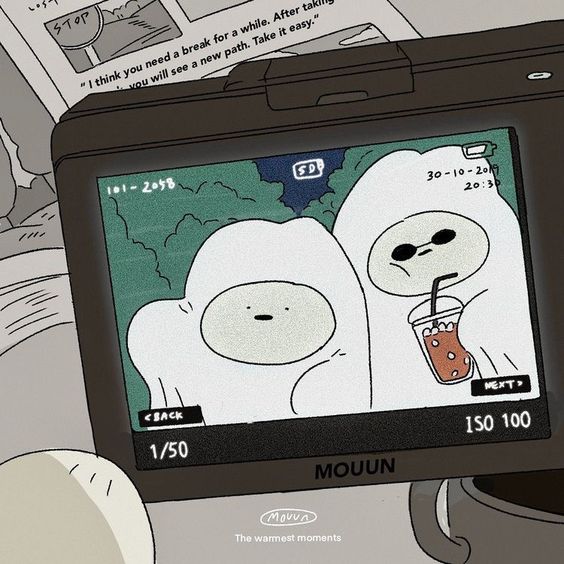 STOP
"I think you need a break for a while. After taking
you will see a new path. Take it easy."
101-2058
SD
30-10-2019
20:30
<BACK
NEXT>
1/50
ISO 100
MOUUN
Mouun
The warmest moments